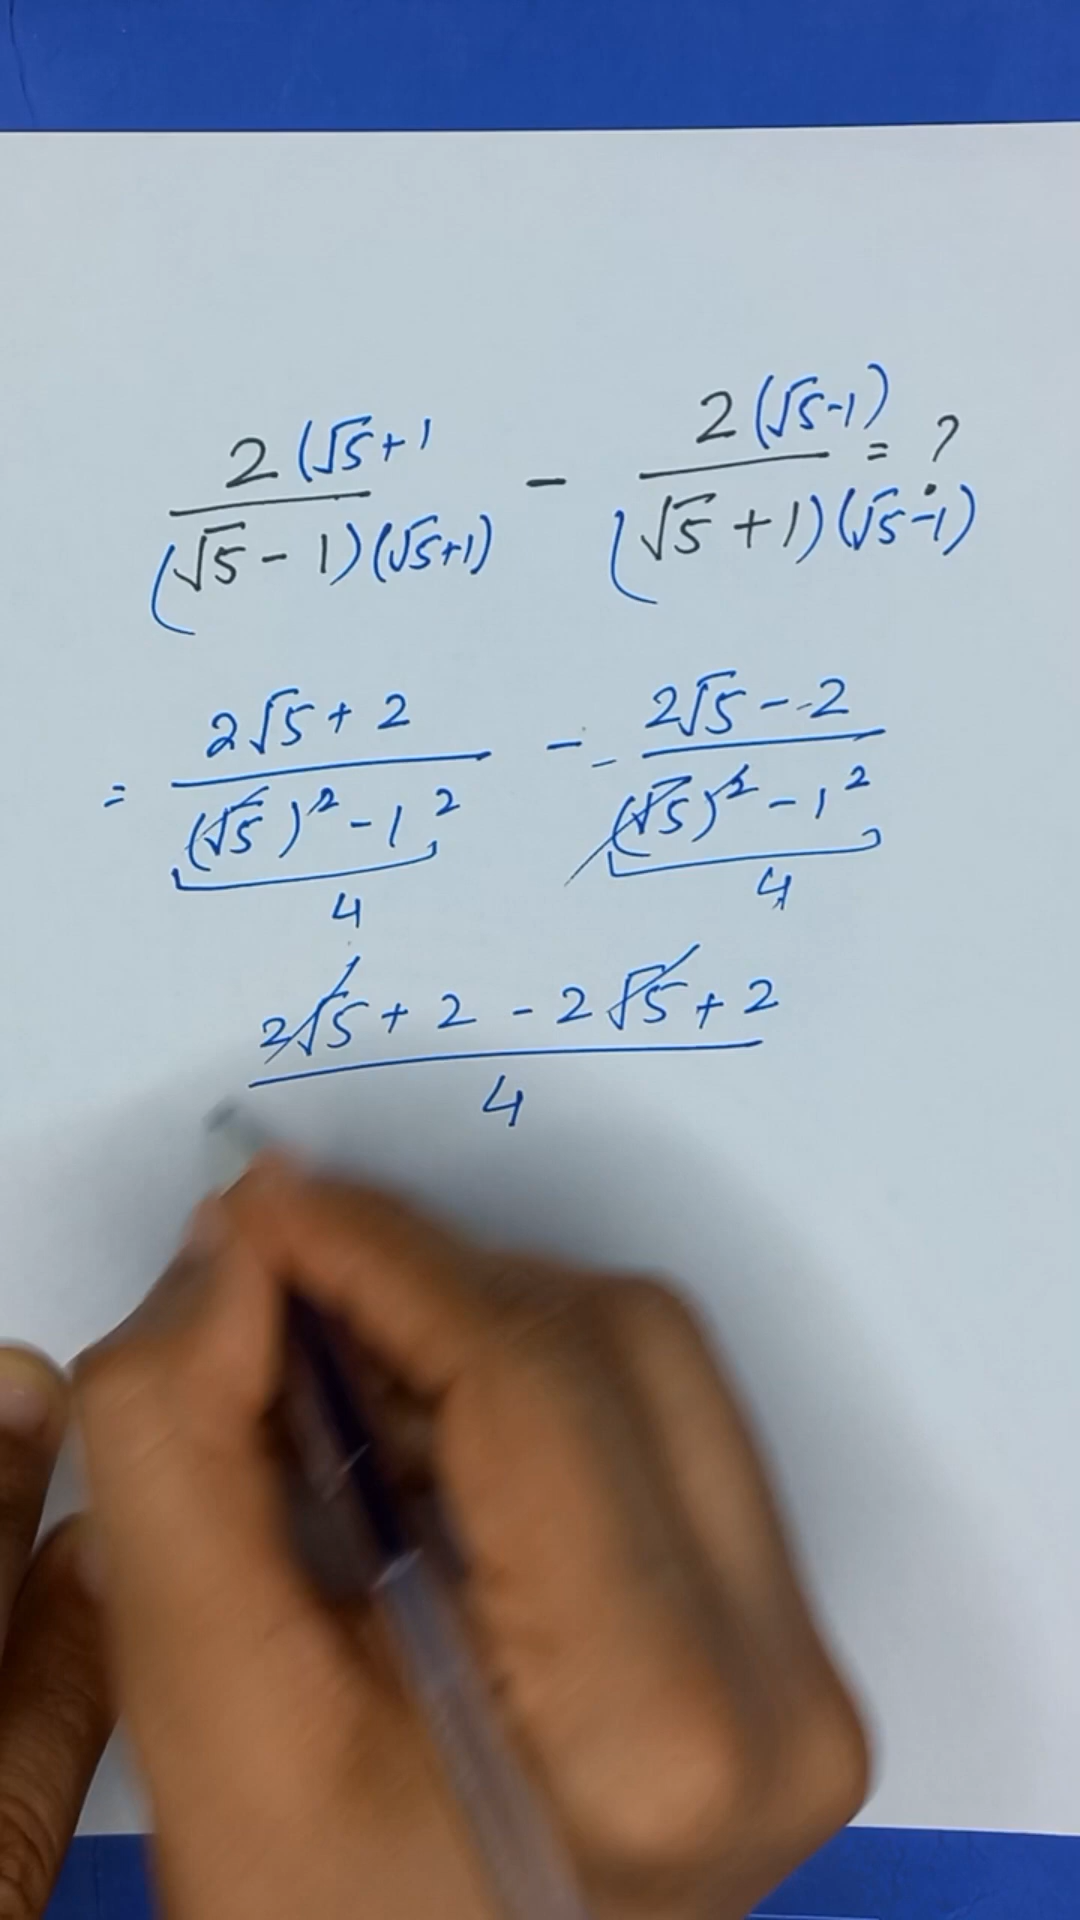 2(√5+1 / (√5-1)(√5+1) - 2(√5-1) / (√5+1)(√5-1) = ?
= 2√5+2 / (√5)²-1² - 2√5-2 / (√5)²-1²
4 4
2√5+2-2√5+2 / 4